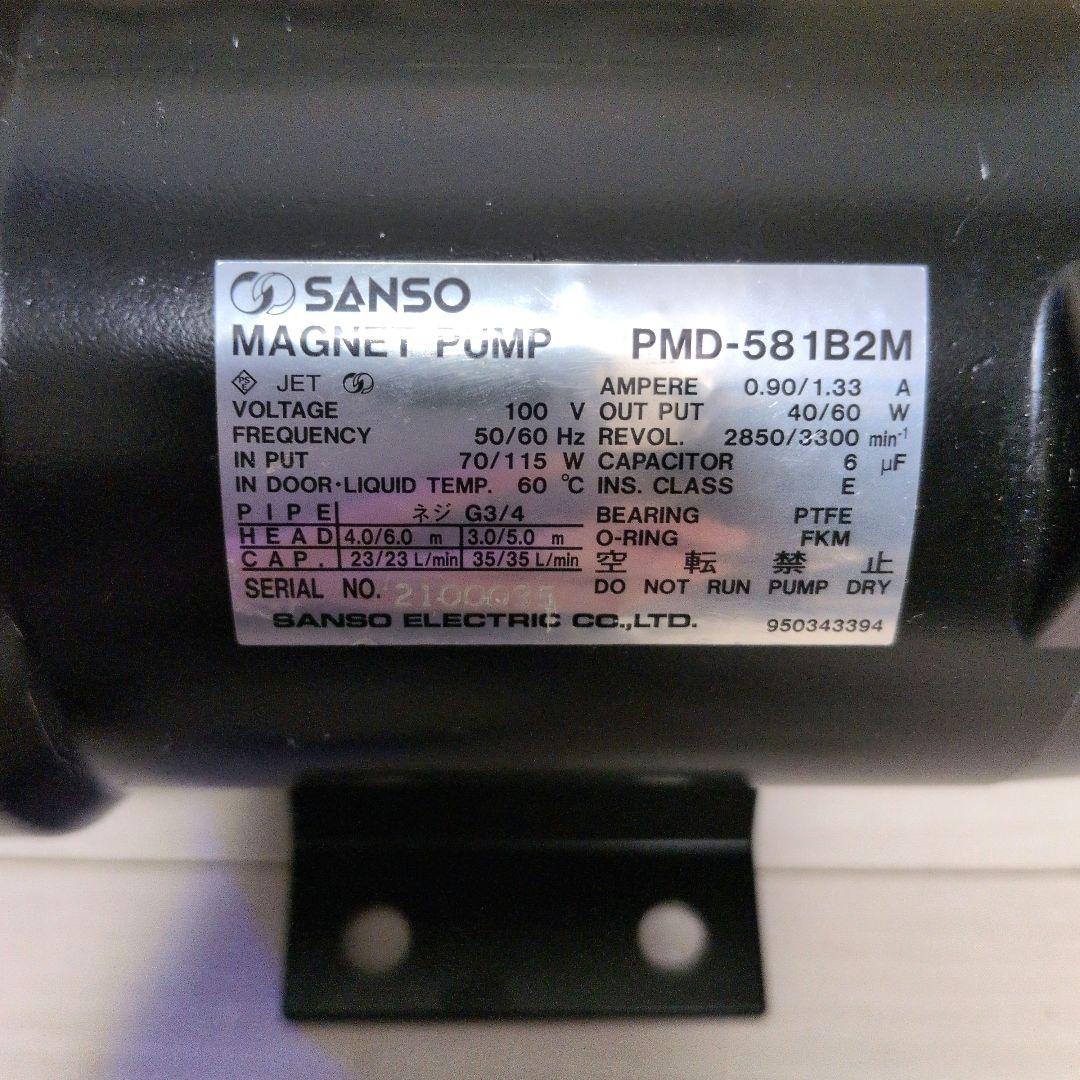 SANSO
MAGNET PUMP PMD-581B2M
PS E JET
AMPERE 0.90/1.33 A
VOLTAGE 100 V
OUT PUT 40/60 W
FREQUENCY 50/60 Hz
REVOL. 2850/3300 min-1
IN PUT 70/115 W
CAPACITOR 6 μF
IN DOOR・LIQUID TEMP. 60 ℃
INS. CLASS E
PIPE ネジ G3/4
BEARING PTFE
HEAD 4.0/6.0 m 3.0/5.0 m
O-RING FKM
CAP. 23/23 L/min 35/35 L/min
空転禁止
SERIAL NO.
DO NOT RUN PUMP DRY
SANSO ELECTRIC CO.,LTD.
950343394